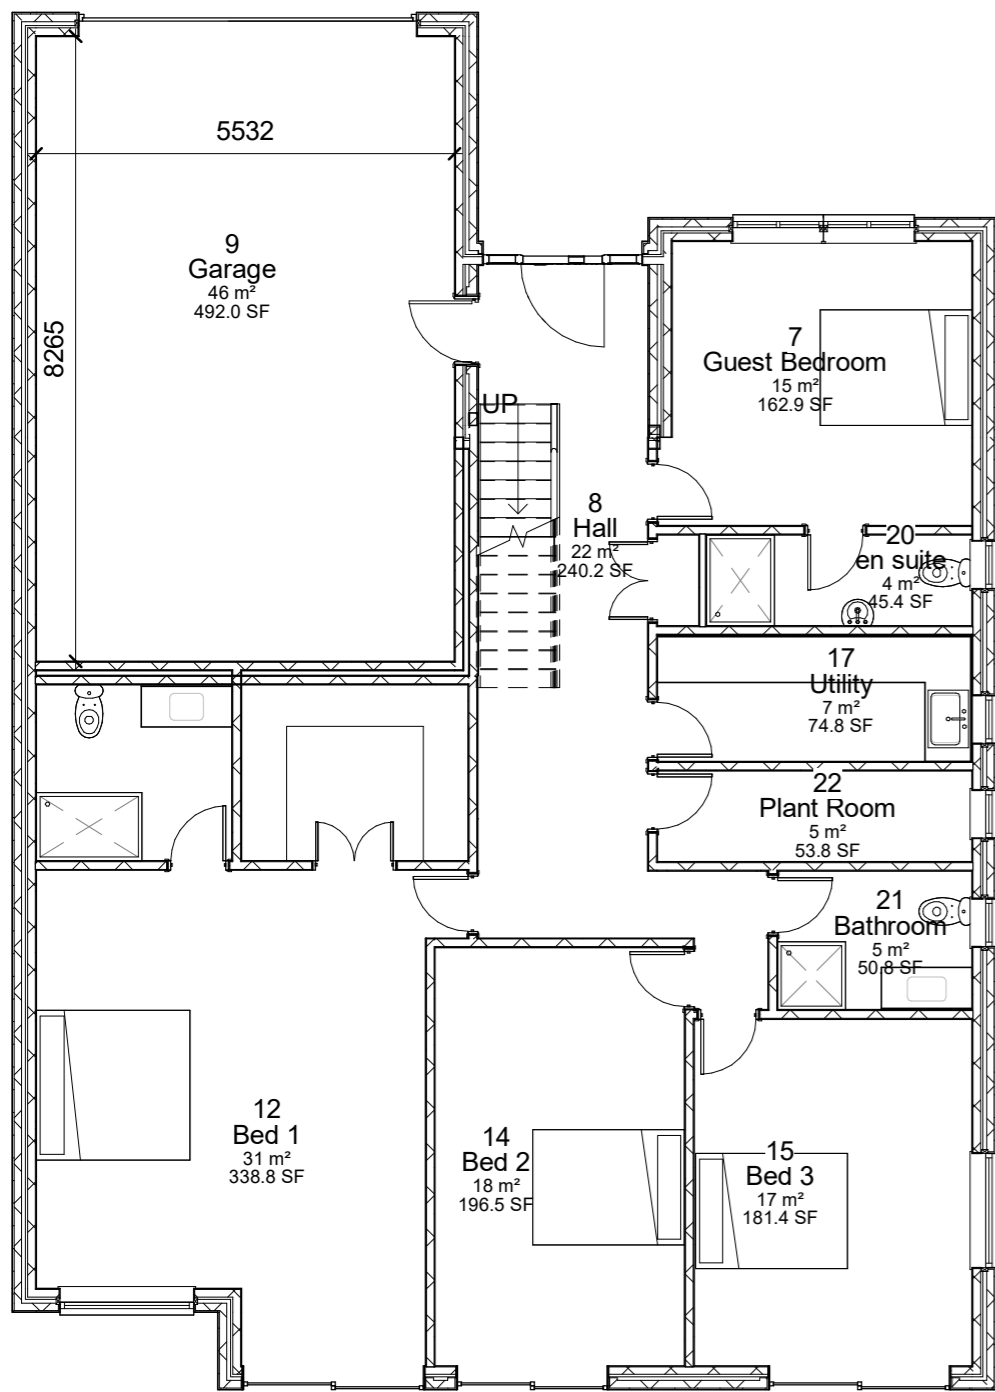 5532
9
Garage
46 m²
492.0 SF
8265
7
Guest Bedroom
15 m²
162.9 SF
UP
8
Hall
22 m²
240.2 SF
20
en suite
4 m²
45.4 SF
17
Utility
7 m²
74.8 SF
22
Plant Room
5 m²
53.8 SF
21
Bathroom
5 m²
50.8 SF
12
Bed 1
31 m²
338.8 SF
14
Bed 2
18 m²
196.5 SF
15
Bed 3
17 m²
181.4 SF